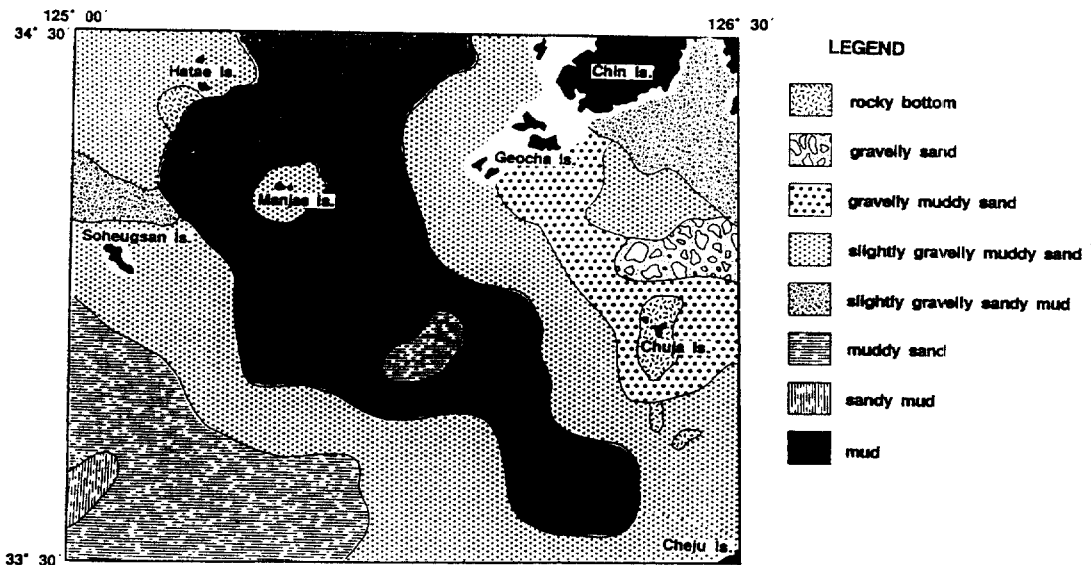 125° 00´
126° 30´
34° 30´
Hatae Is.
Chin Is.
Geocha Is.
Manjae Is.
Soheugsan Is.
Chuja Is.
Cheju Is.
33° 30´
LEGEND
rocky bottom
gravelly sand
gravelly muddy sand
slightly gravelly muddy sand
slightly gravelly sandy mud
muddy sand
sandy mud
mud